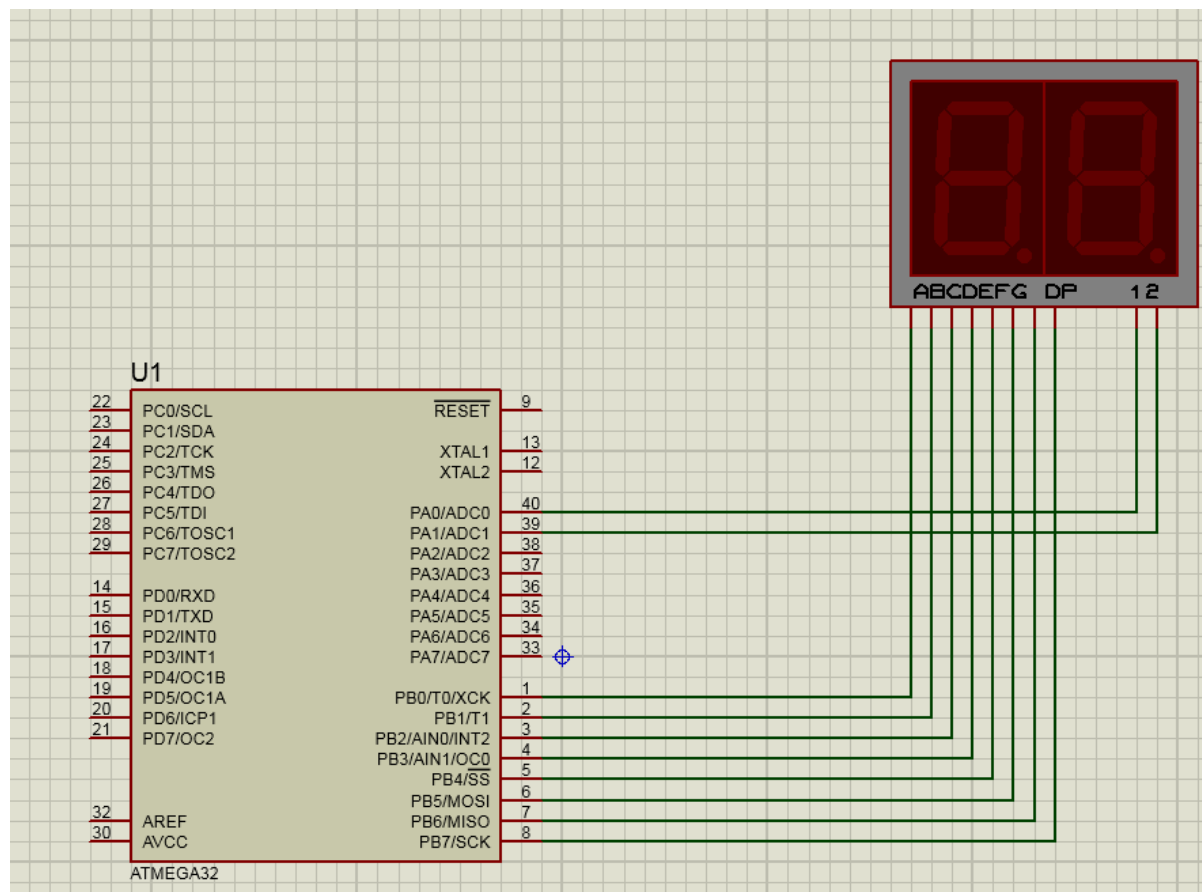 ABCDEFG DP 12
U1
22 PC0/SCL RESET 9
23 PC1/SDA
24 PC2/TCK XTAL1 13
25 PC3/TMS XTAL2 12
26 PC4/TDO
27 PC5/TDI PA0/ADC0 40
28 PC6/TOSC1 PA1/ADC1 39
29 PC7/TOSC2 PA2/ADC2 38
PA3/ADC3 37
14 PD0/RXD PA4/ADC4 36
15 PD1/TXD PA5/ADC5 35
16 PD2/INT0 PA6/ADC6 34
17 PD3/INT1 PA7/ADC7 33
18 PD4/OC1B
19 PD5/OC1A PB0/T0/XCK 1
20 PD6/ICP1 PB1/T1 2
21 PD7/OC2 PB2/AIN0/INT2 3
PB3/AIN1/OC0 4
PB4/SS 5
PB5/MOSI 6
32 AREF PB6/MISO 7
30 AVCC PB7/SCK 8
ATMEGA32